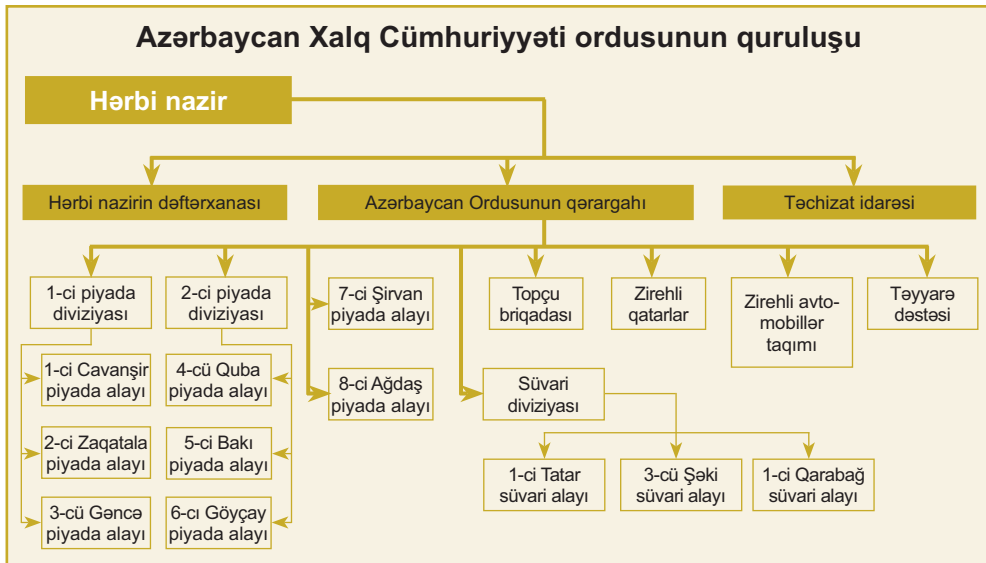 Azərbaycan Xalq Cümhuriyyəti ordusunun quruluşu
Hərbi nazir
Hərbi nazirin dəftərxanası
Azərbaycan Ordusunun qərargahı
Təchizat idarəsi
1-ci piyada
diviziyası
2-ci piyada
diviziyası
7-ci Şirvan
piyada alayı
Topçu
briqadası
Zirehli
qatarlar
Zirehli avto-
mobillər
taqımı
Təyyarə
dəstəsi
1-ci Cavanşir
piyada alayı
4-cü Quba
piyada alayı
8-ci Ağdaş
piyada alayı
Süvari
diviziyası
2-ci Zaqatala
piyada alayı
5-ci Bakı
piyada alayı
1-ci Tatar
süvari alayı
3-cü Şəki
süvari alayı
1-ci Qarabağ
süvari alayı
3-cü Gəncə
piyada alayı
6-cı Göyçay
piyada alayı